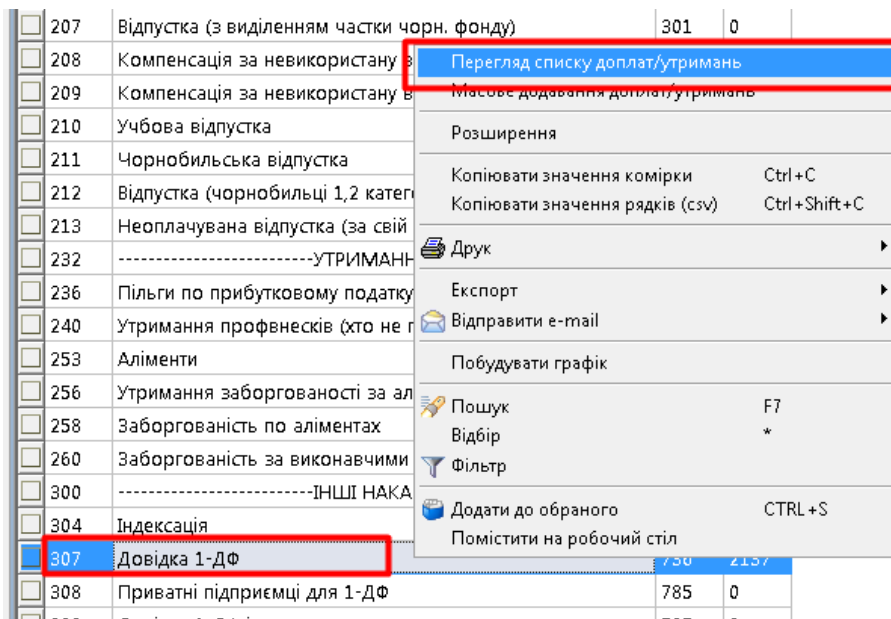 207 Відпустка (з виділенням частки чорн. фонду) 301 0
208 Компенсація за невикористану в
209 Компенсація за невикористану в
210 Учбова відпустка
211 Чорнобильська відпустка
212 Відпустка (чорнобильці 1,2 катего
213 Неоплачувана відпустка (за свій
232 --------------------------УТРИМАНН
236 Пільги по прибутковому податку
240 Утримання профвнесків (хто не п
253 Аліменти
256 Утримання заборгованості за ал
258 Заборгованість по аліментах
260 Заборгованість за виконавчими
300 --------------------------ІНШІ НАКА
304 Індексація
307 Довідка 1-ДФ 736 2137
308 Приватні підприємці для 1-ДФ 785 0
Перегляд списку доплат/утримань
Масове додавання доплат/утримань
Розширення
Копіювати значення комірки Ctrl+C
Копіювати значення рядків (csv) Ctrl+Shift+C
Друк
Експорт
Відправити e-mail
Побудувати графік
Пошук F7
Відбір *
Фільтр
Додати до обраного CTRL+S
Помістити на робочий стіл